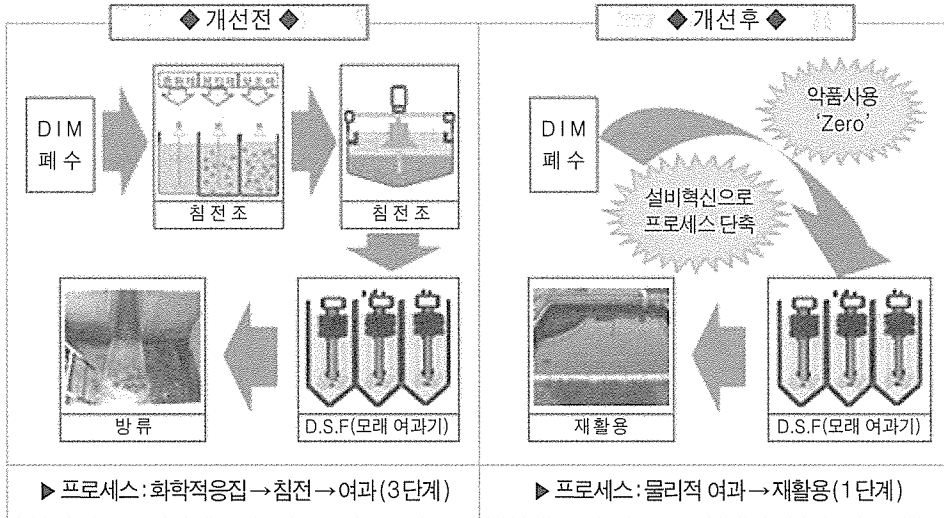 ◆ 개선전 ◆
DIM
폐 수
침 전 조
침 전 조
D.S.F(모래 여과기)
방 류
▶ 프로세스 : 화학적응집 → 침전 → 여과 (3단계)
◆ 개선후 ◆
DIM
폐 수
약품사용
‘Zero’
설비혁신으로
프로세스 단축
D.S.F(모래 여과기)
재활용
▶ 프로세스 : 물리적 여과 → 재활용 (1단계)